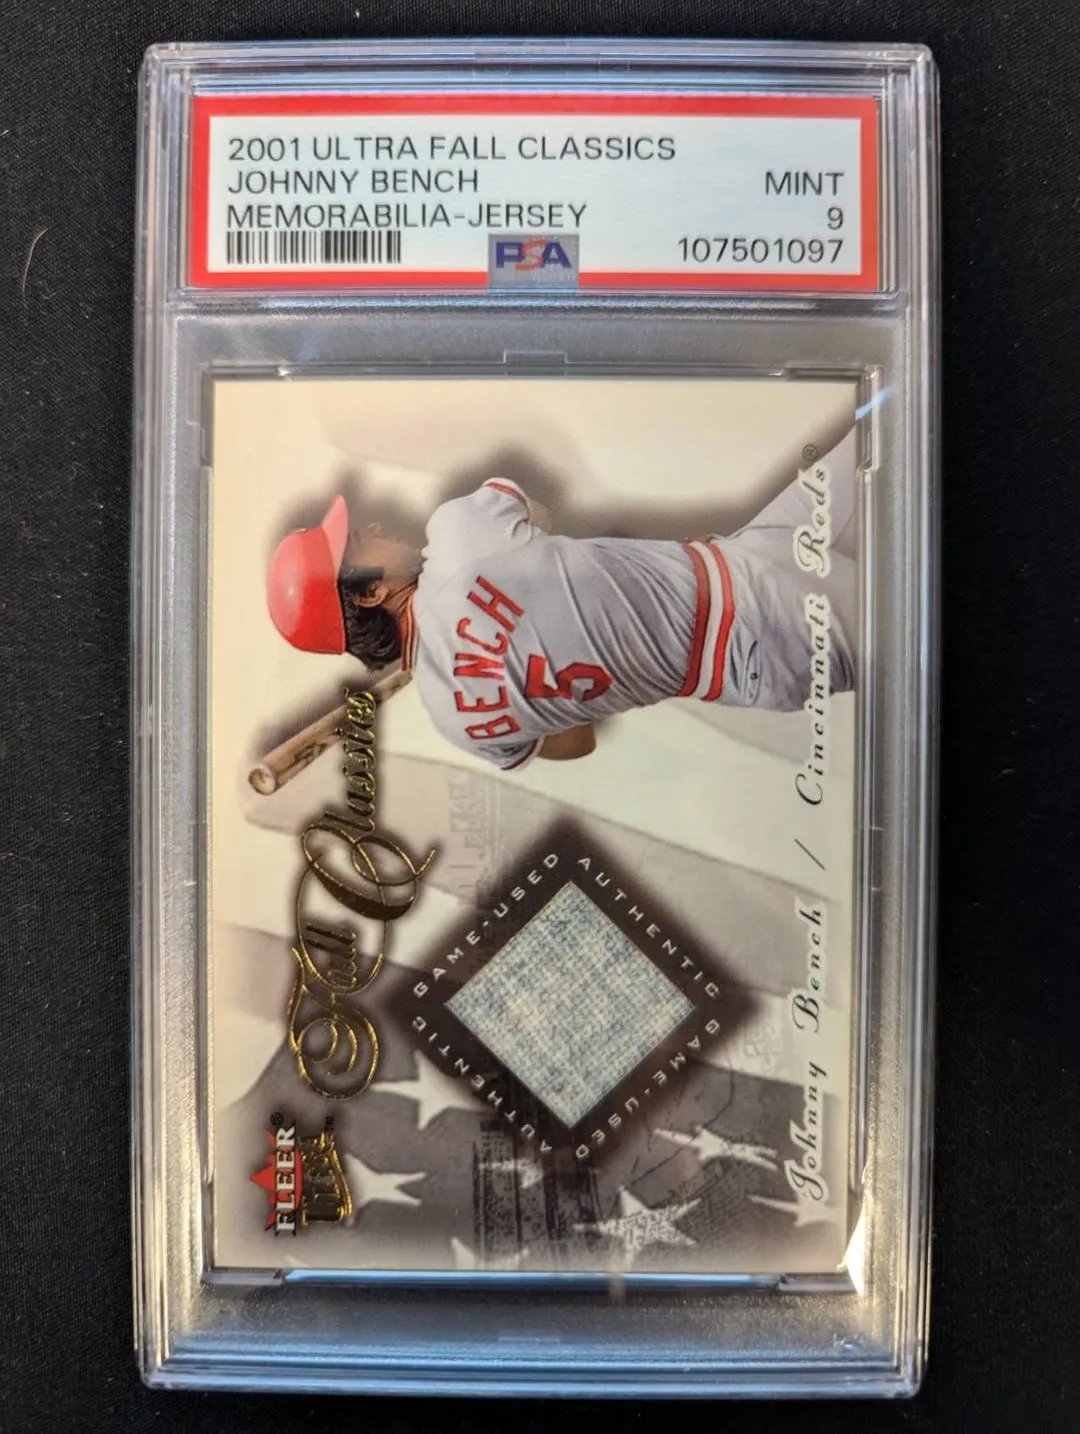 2001 ULTRA FALL CLASSICS
JOHNNY BENCH
MINT
MEMORABILIA-JERSEY
9
PSA
107501097
BENCH
5
Fall Classics
FLEER®
ULTRA™
AUTHENTIC GAME-USED
AUTHENTIC GAME-USED
Johnny Bench / Cincinnati Reds®